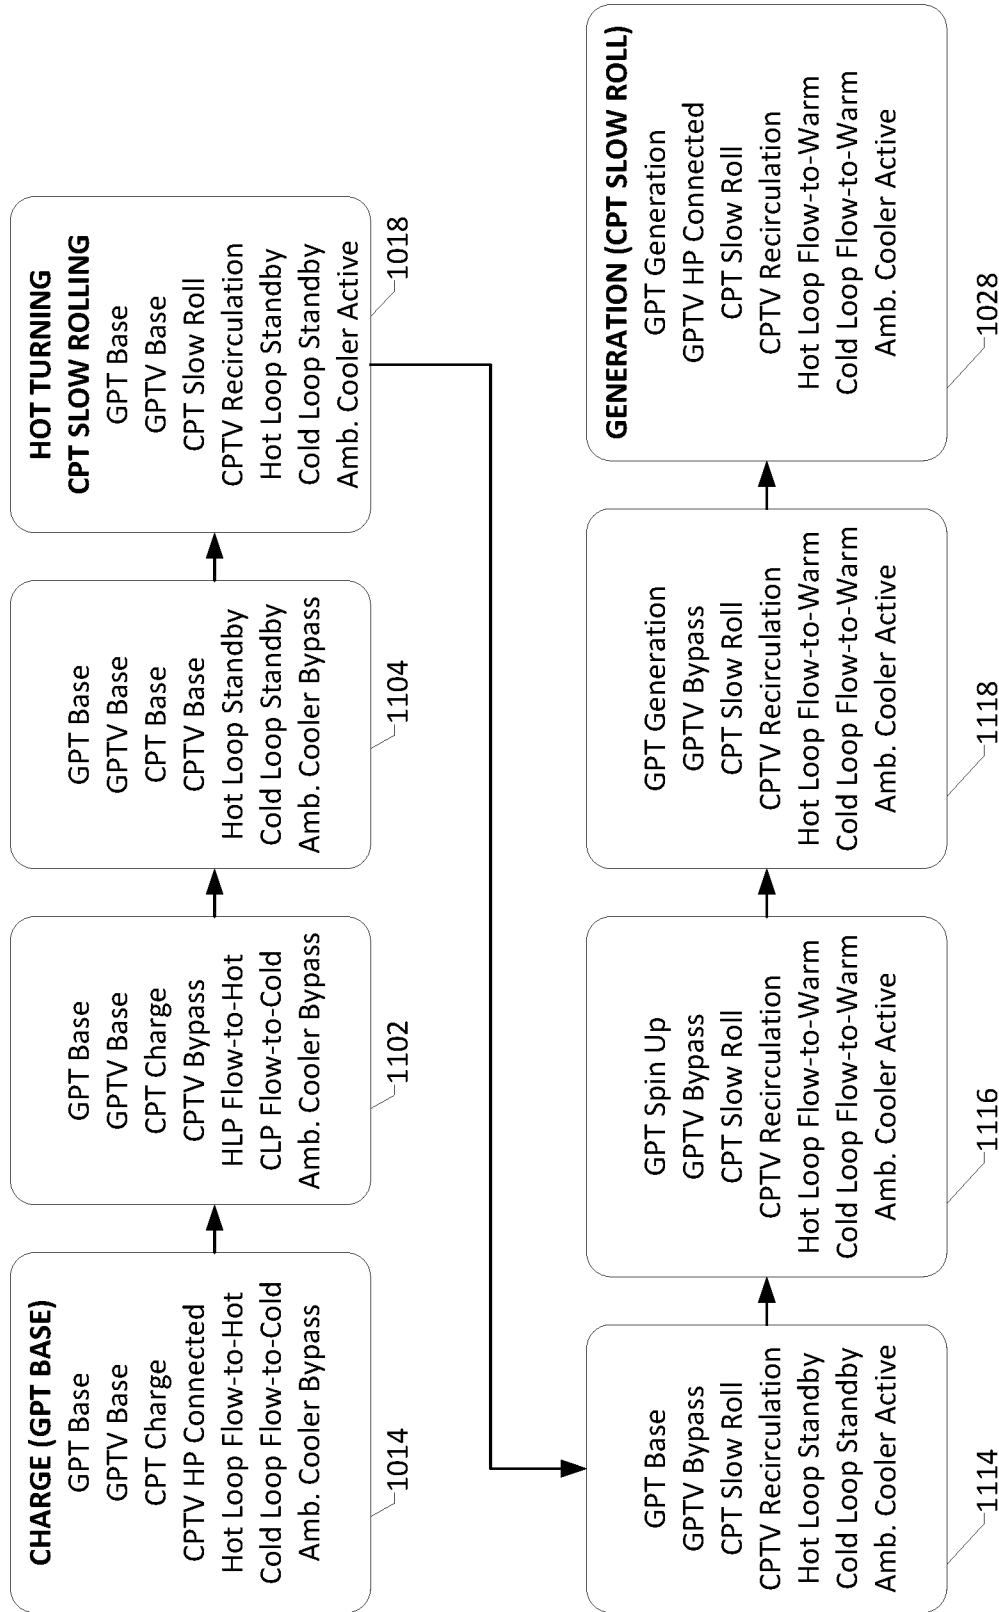 CHARGE (GPT BASE)
GPT Base
GPTV Base
CPT Charge
CPTV HP Connected
Hot Loop Flow-to-Hot
Cold Loop Flow-to-Cold
Amb. Cooler Bypass
1014
GPT Base
GPTV Base
CPT Charge
CPTV Bypass
HLP Flow-to-Hot
CLP Flow-to-Cold
Amb. Cooler Bypass
1102
GPT Base
GPTV Base
CPT Base
CPTV Base
Hot Loop Standby
Cold Loop Standby
Amb. Cooler Bypass
1104
HOT TURNING
CPT SLOW ROLLING
GPT Base
GPTV Base
CPT Slow Roll
CPTV Recirculation
Hot Loop Standby
Cold Loop Standby
Amb. Cooler Active
1018
GPT Base
GPTV Bypass
CPT Slow Roll
CPTV Recirculation
Hot Loop Standby
Cold Loop Standby
Amb. Cooler Active
1114
GPT Spin Up
GPTV Bypass
CPT Slow Roll
CPTV Recirculation
Hot Loop Flow-to-Warm
Cold Loop Flow-to-Warm
Amb. Cooler Active
1116
GPT Generation
GPTV Bypass
CPT Slow Roll
CPTV Recirculation
Hot Loop Flow-to-Warm
Cold Loop Flow-to-Warm
Amb. Cooler Active
1118
GENERATION (CPT SLOW ROLL)
GPT Generation
GPTV HP Connected
CPT Slow Roll
CPTV Recirculation
Hot Loop Flow-to-Warm
Cold Loop Flow-to-Warm
Amb. Cooler Active
1028